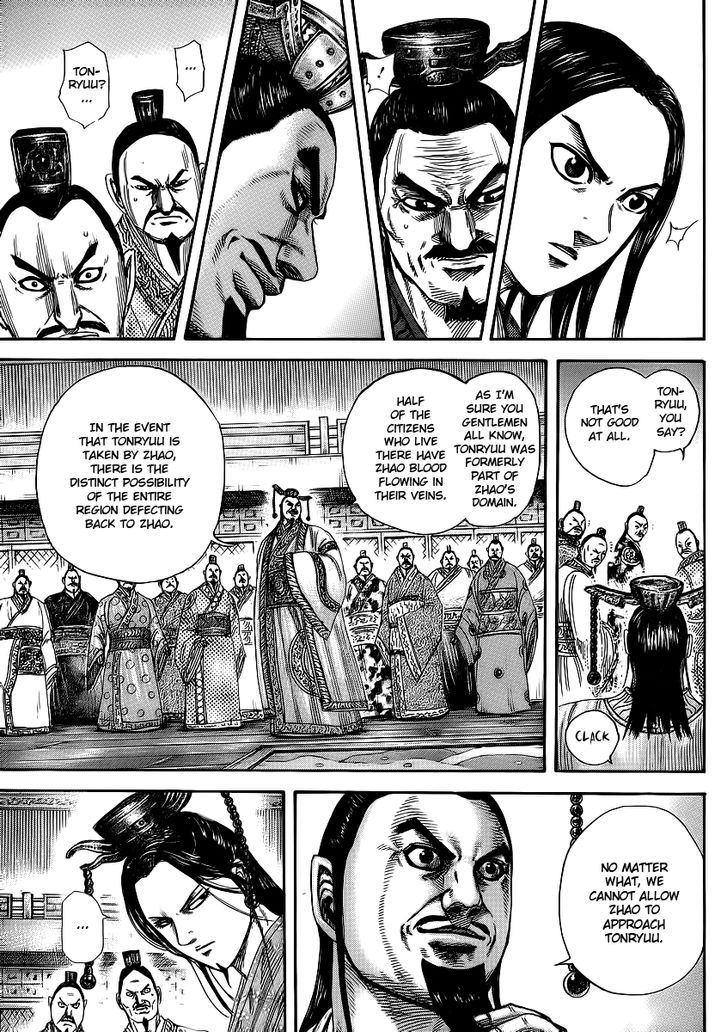 !
...
TON-
RYUU?
...
TON-
RYUU,
YOU
SAY?
THAT'S
NOT GOOD
AT ALL.
CLACK
AS I'M
SURE YOU
GENTLEMEN
ALL KNOW,
TONRYUU WAS
FORMERLY
PART OF
ZHAO'S
DOMAIN.
HALF
OF THE
CITIZENS
WHO LIVE
THERE HAVE
ZHAO BLOOD
FLOWING IN
THEIR VEINS.
IN THE EVENT
THAT TONRYUU IS
TAKEN BY ZHAO,
THERE IS THE
DISTINCT POSSIBILITY
OF THE ENTIRE
REGION DEFECTING
BACK TO ZHAO.
NO MATTER
WHAT, WE
CANNOT ALLOW
ZHAO TO
APPROACH
TONRYUU.
...